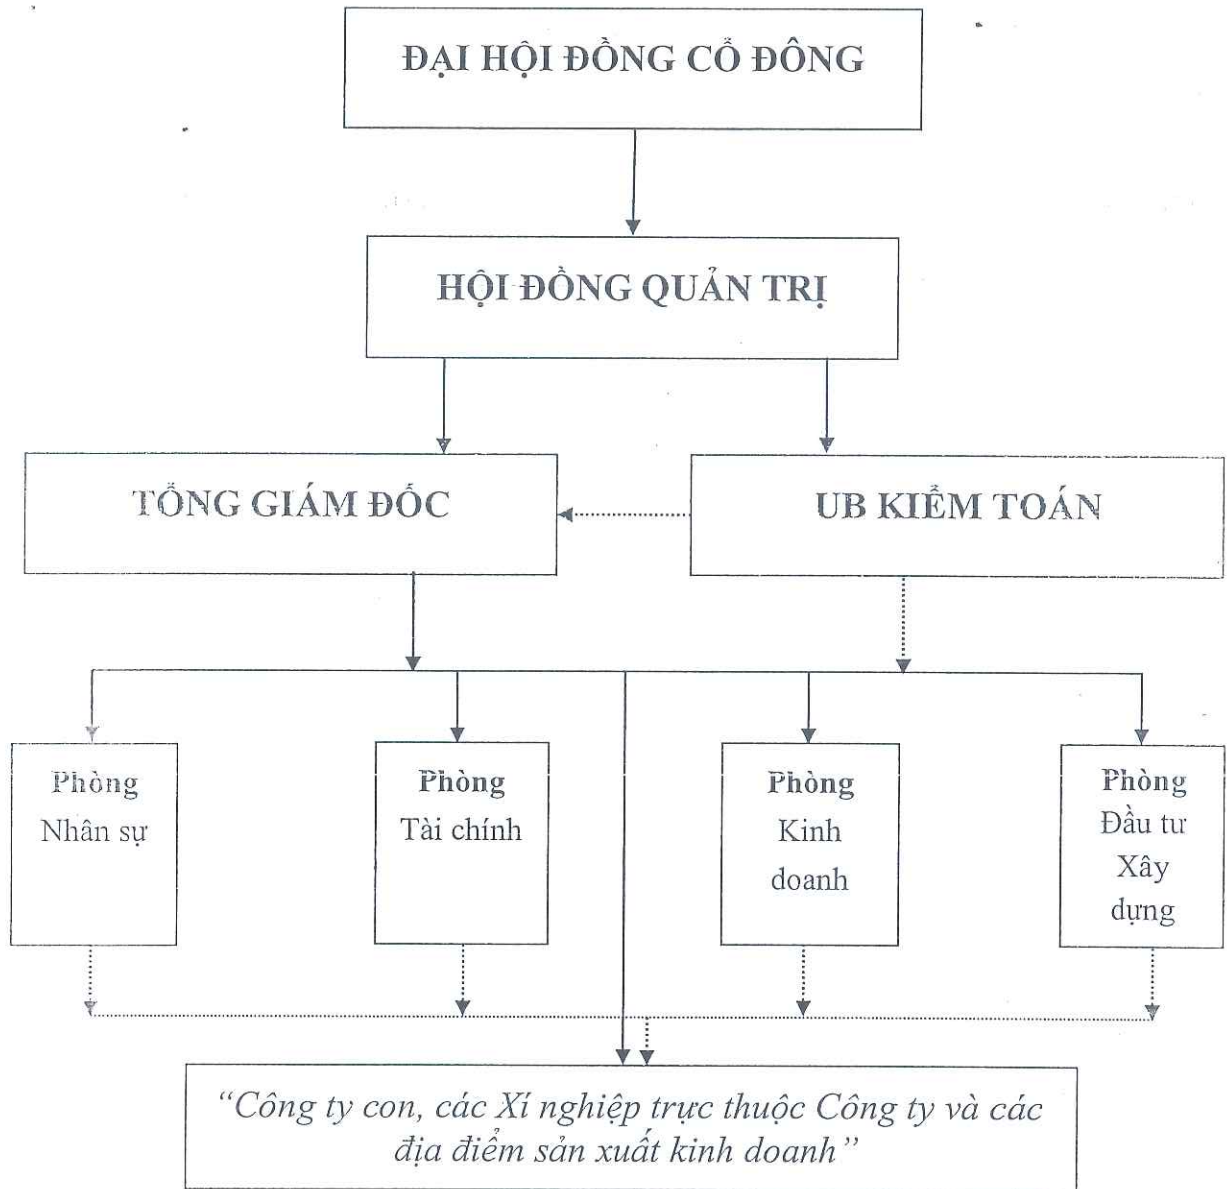 ĐẠI HỘI ĐỒNG CỔ ĐÔNG
HỘI ĐỒNG QUẢN TRỊ
TỔNG GIÁM ĐỐC
UB KIỂM TOÁN
Phòng
Nhân sự
Phòng
Tài chính
Phòng
Kinh
doanh
Phòng
Đầu tư
Xây
dựng
“Công ty con, các Xí nghiệp trực thuộc Công ty và các
địa điểm sản xuất kinh doanh”